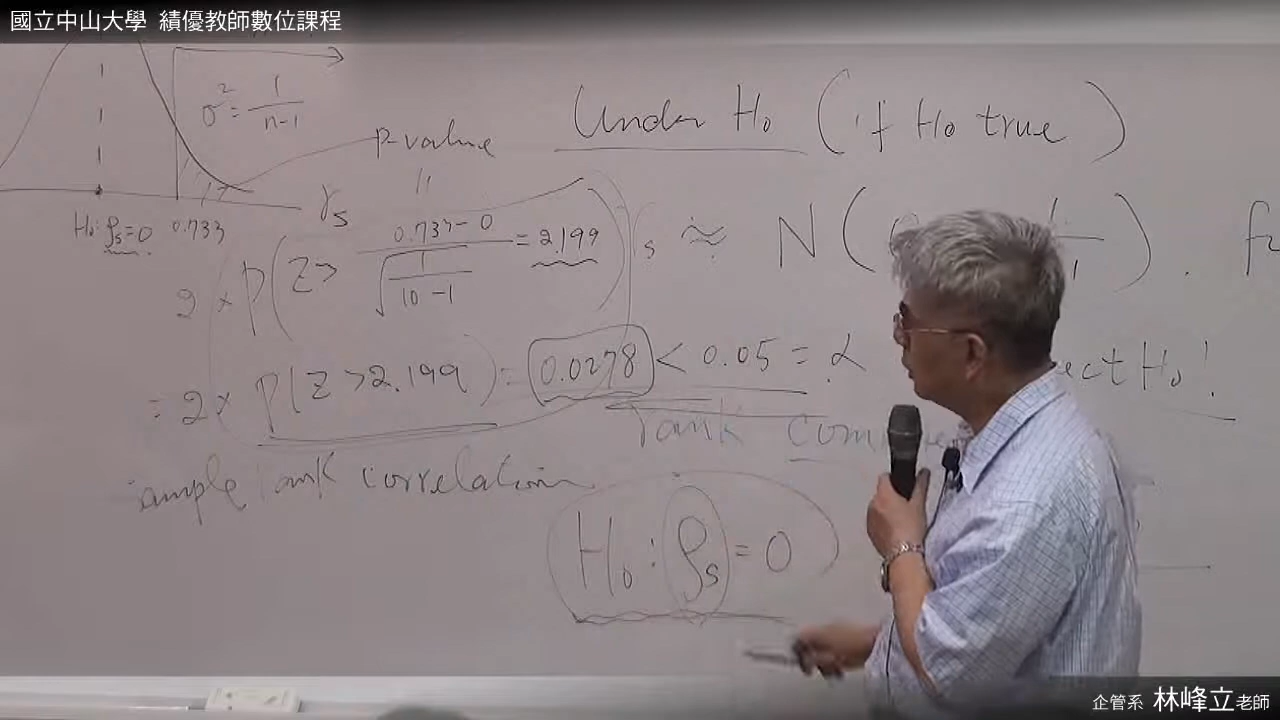 國立中山大學 績優教師數位課程
σ² = 1/(n-1)
p-value
=
Under H₀ (if H₀ true)
H₀: ρₛ=0 0.733 rₛ
2 × P(Z > (0.733 - 0)/√(1/(10-1)) = 2.199)
ₛ ≈ N(
= 2 × P(Z > 2.199) = 0.0278 < 0.05 = α
ect H₀!
rank
sample rank correlation
H₀: ρₛ = 0
企管系 林峰立老師